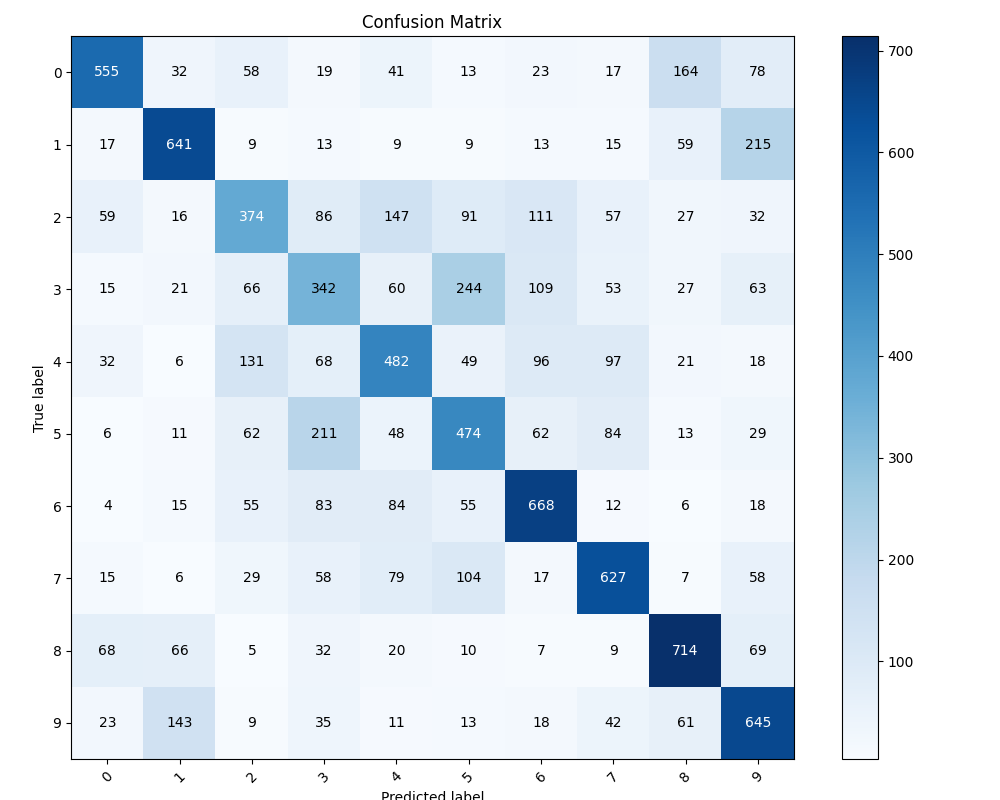 Confusion Matrix
0 555 32 58 19 41 13 23 17 164 78
1 17 641 9 13 9 9 13 15 59 215
2 59 16 374 86 147 91 111 57 27 32
3 15 21 66 342 60 244 109 53 27 63
4 32 6 131 68 482 49 96 97 21 18
5 6 11 62 211 48 474 62 84 13 29
6 4 15 55 83 84 55 668 12 6 18
7 15 6 29 58 79 104 17 627 7 58
8 68 66 5 32 20 10 7 9 714 69
9 23 143 9 35 11 13 18 42 61 645
0 1 2 3 4 5 6 7 8 9
True label
Predicted label
700
600
500
400
300
200
100